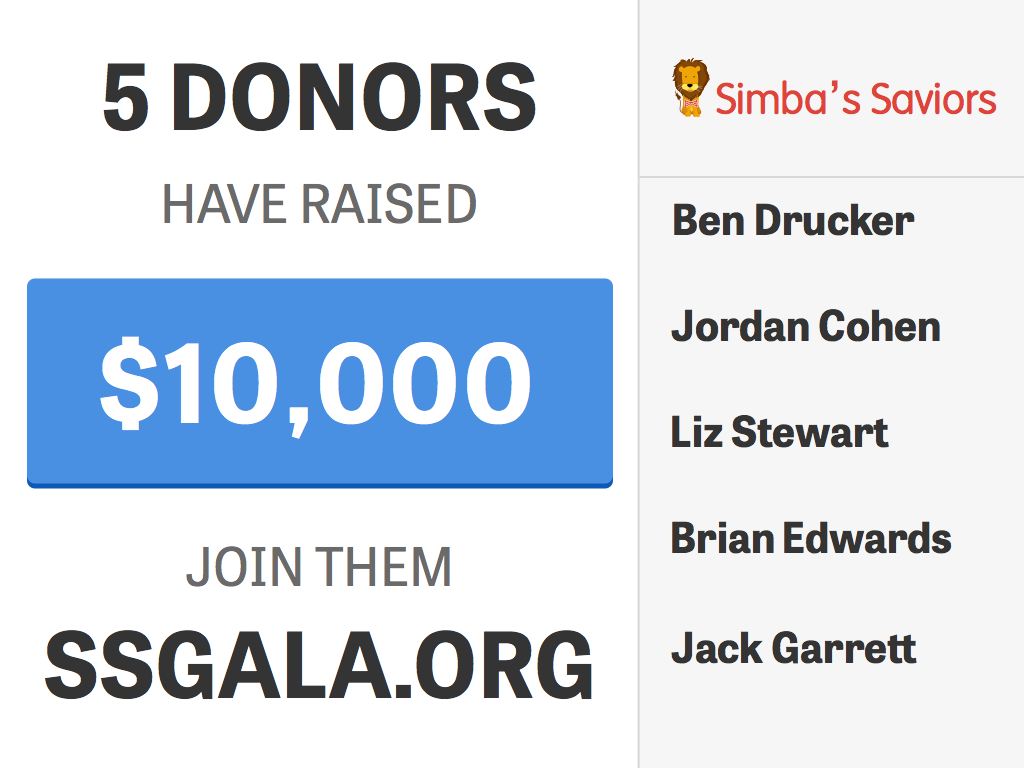 5 DONORS
HAVE RAISED
$10,000
JOIN THEM
SSGALA.ORG
Simba's Saviors
Ben Drucker
Jordan Cohen
Liz Stewart
Brian Edwards
Jack Garrett